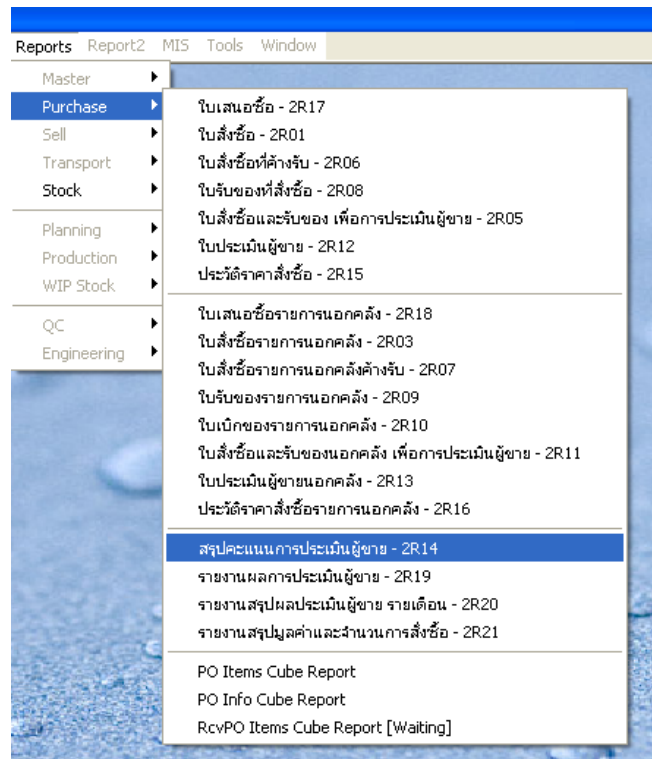 Reports Report2 MIS Tools Window
Master
Purchase
Sell
Transport
Stock
Planning
Production
WIP Stock
QC
Engineering
ใบเสนอซื้อ - 2R17
ใบสั่งซื้อ - 2R01
ใบสั่งซื้อที่ค้างรับ - 2R06
ใบรับของที่สั่งซื้อ - 2R08
ใบสั่งซื้อและรับของ เพื่อการประเมินผู้ขาย - 2R05
ใบประเมินผู้ขาย - 2R12
ประวัติราคาสั่งซื้อ - 2R15
ใบเสนอซื้อรายการนอกคลัง - 2R18
ใบสั่งซื้อรายการนอกคลัง - 2R03
ใบสั่งซื้อรายการนอกคลังค้างรับ - 2R07
ใบรับของรายการนอกคลัง - 2R09
ใบเบิกของรายการนอกคลัง - 2R10
ใบสั่งซื้อและรับของนอกคลัง เพื่อการประเมินผู้ขาย - 2R11
ใบประเมินผู้ขายนอกคลัง - 2R13
ประวัติราคาสั่งซื้อรายการนอกคลัง - 2R16
สรุปคะแนนการประเมินผู้ขาย - 2R14
รายงานผลการประเมินผู้ขาย - 2R19
รายงานสรุปผลประเมินผู้ขาย รายเดือน - 2R20
รายงานสรุปมูลค่าและจำนวนการสั่งซื้อ - 2R21
PO Items Cube Report
PO Info Cube Report
RcvPO Items Cube Report [Waiting]